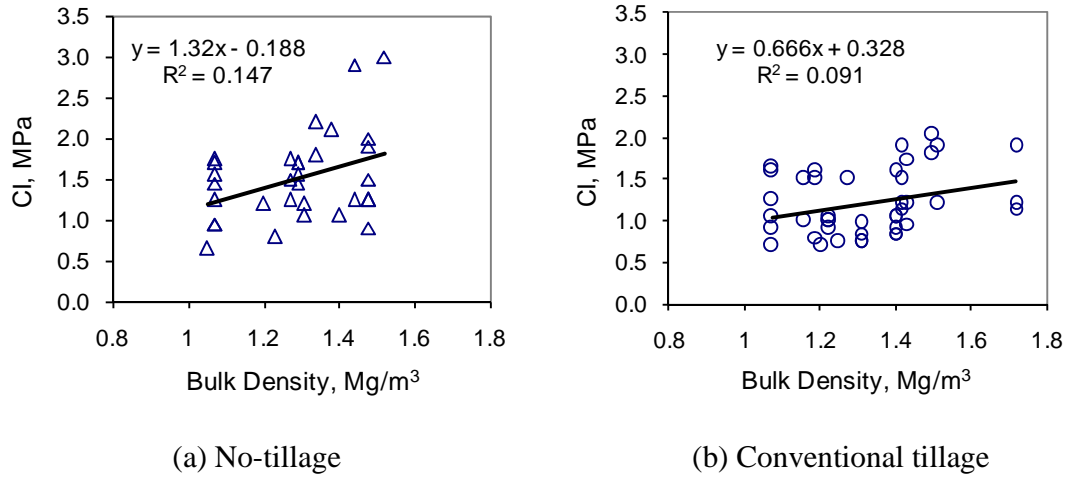 3.5
3.0
2.5
2.0
1.5
1.0
0.5
0.0
CI, MPa
y = 1.32x - 0.188
R² = 0.147
0.8 1 1.2 1.4 1.6 1.8
Bulk Density, Mg/m³
(a) No-tillage
3.5
3.0
2.5
2.0
1.5
1.0
0.5
0.0
CI, MPa
y = 0.666x + 0.328
R² = 0.091
0.8 1 1.2 1.4 1.6 1.8
Bulk Density, Mg/m³
(b) Conventional tillage